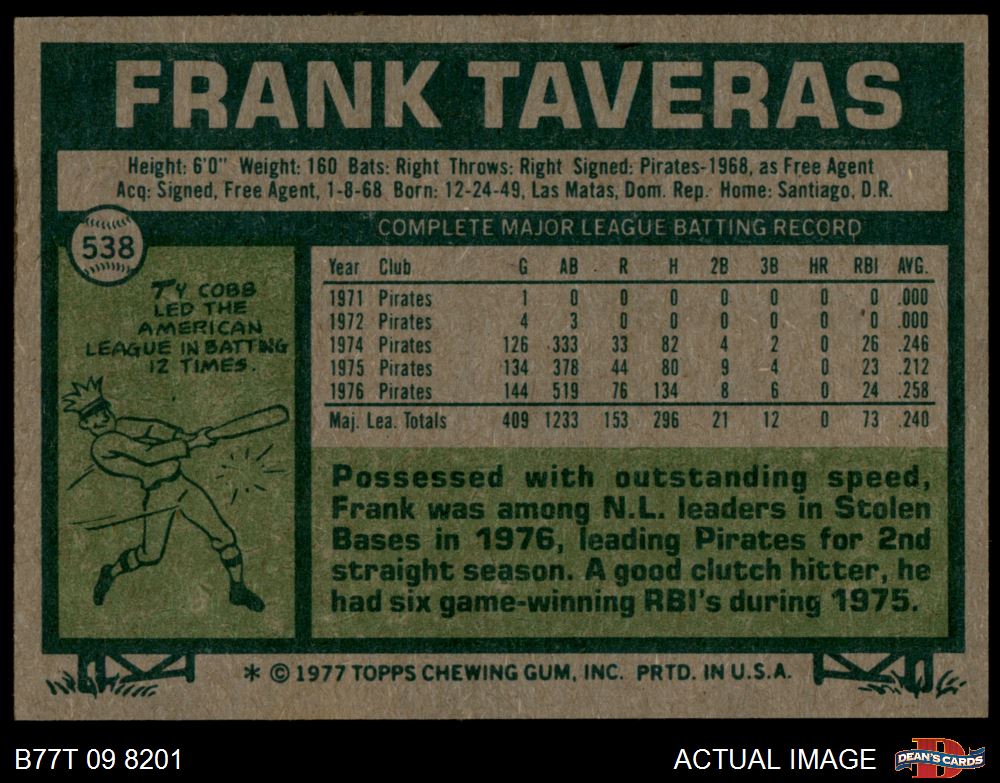 FRANK TAVERAS
Height: 6'0" Weight: 160 Bats: Right Throws: Right Signed: Pirates-1968, as Free Agent
Acq: Signed, Free Agent, 1-8-68 Born: 12-24-49, Las Matas, Dom. Rep. Home: Santiago, D.R.
538
TY COBB
LED THE
AMERICAN
LEAGUE IN BATTING
12 TIMES.
COMPLETE MAJOR LEAGUE BATTING RECORD
Year Club G AB R H 2B 3B HR RBI AVG.
1971 Pirates 1 0 0 0 0 0 0 0 .000
1972 Pirates 4 3 0 0 0 0 0 0 .000
1974 Pirates 126 333 33 82 4 2 0 26 .246
1975 Pirates 134 378 44 80 9 4 0 23 .212
1976 Pirates 144 519 76 134 8 6 0 24 .258
Maj. Lea. Totals 409 1233 153 296 21 12 0 73 .240
Possessed with outstanding speed,
Frank was among N.L. leaders in Stolen
Bases in 1976, leading Pirates for 2nd
straight season. A good clutch hitter, he
had six game-winning RBI's during 1975.
* © 1977 TOPPS CHEWING GUM, INC. PRTD. IN U.S.A.
B77T 09 8201
ACTUAL IMAGE
D
DEAN'S CARDS